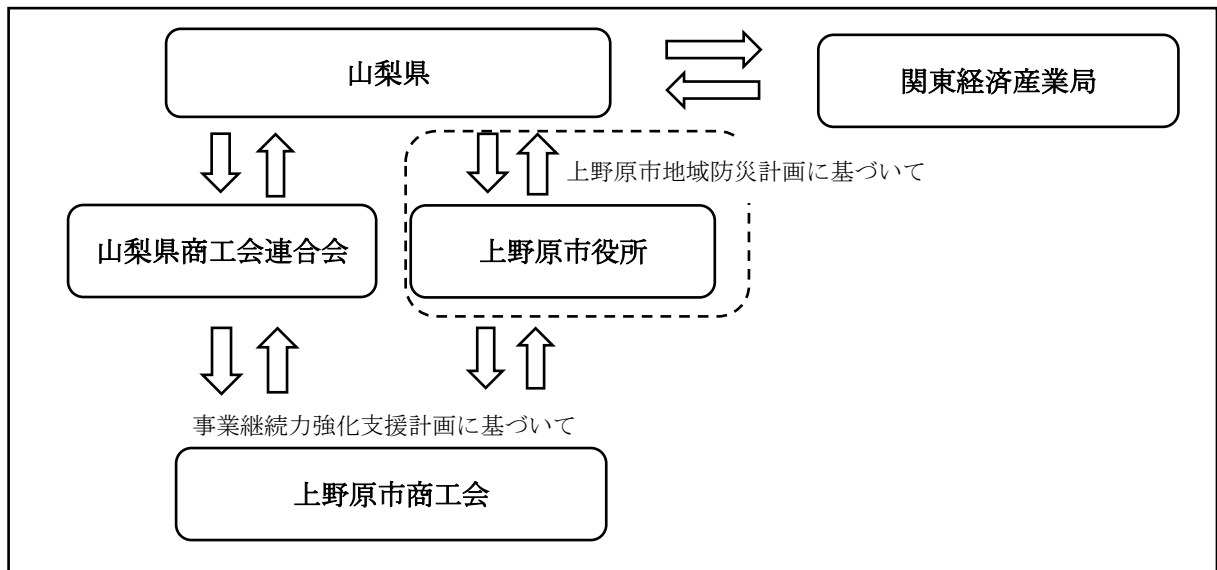 山梨県
関東経済産業局
上野原市地域防災計画に基づいて
山梨県商工会連合会
上野原市役所
事業継続力強化支援計画に基づいて
上野原市商工会